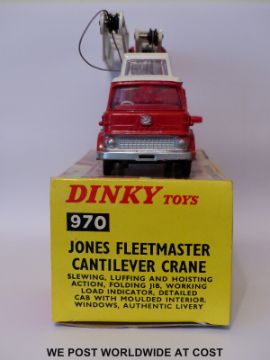 DINKY TOYS
970
JONES FLEETMASTER
CANTILEVER CRANE
SLEWING, LUFFING AND HOISTING
ACTION, FOLDING JIB, WORKING
LOAD INDICATOR, DETAILED
CAB WITH MOULDED INTERIOR,
WINDOWS, AUTHENTIC LIVERY
WE POST WORLDWIDE AT COST